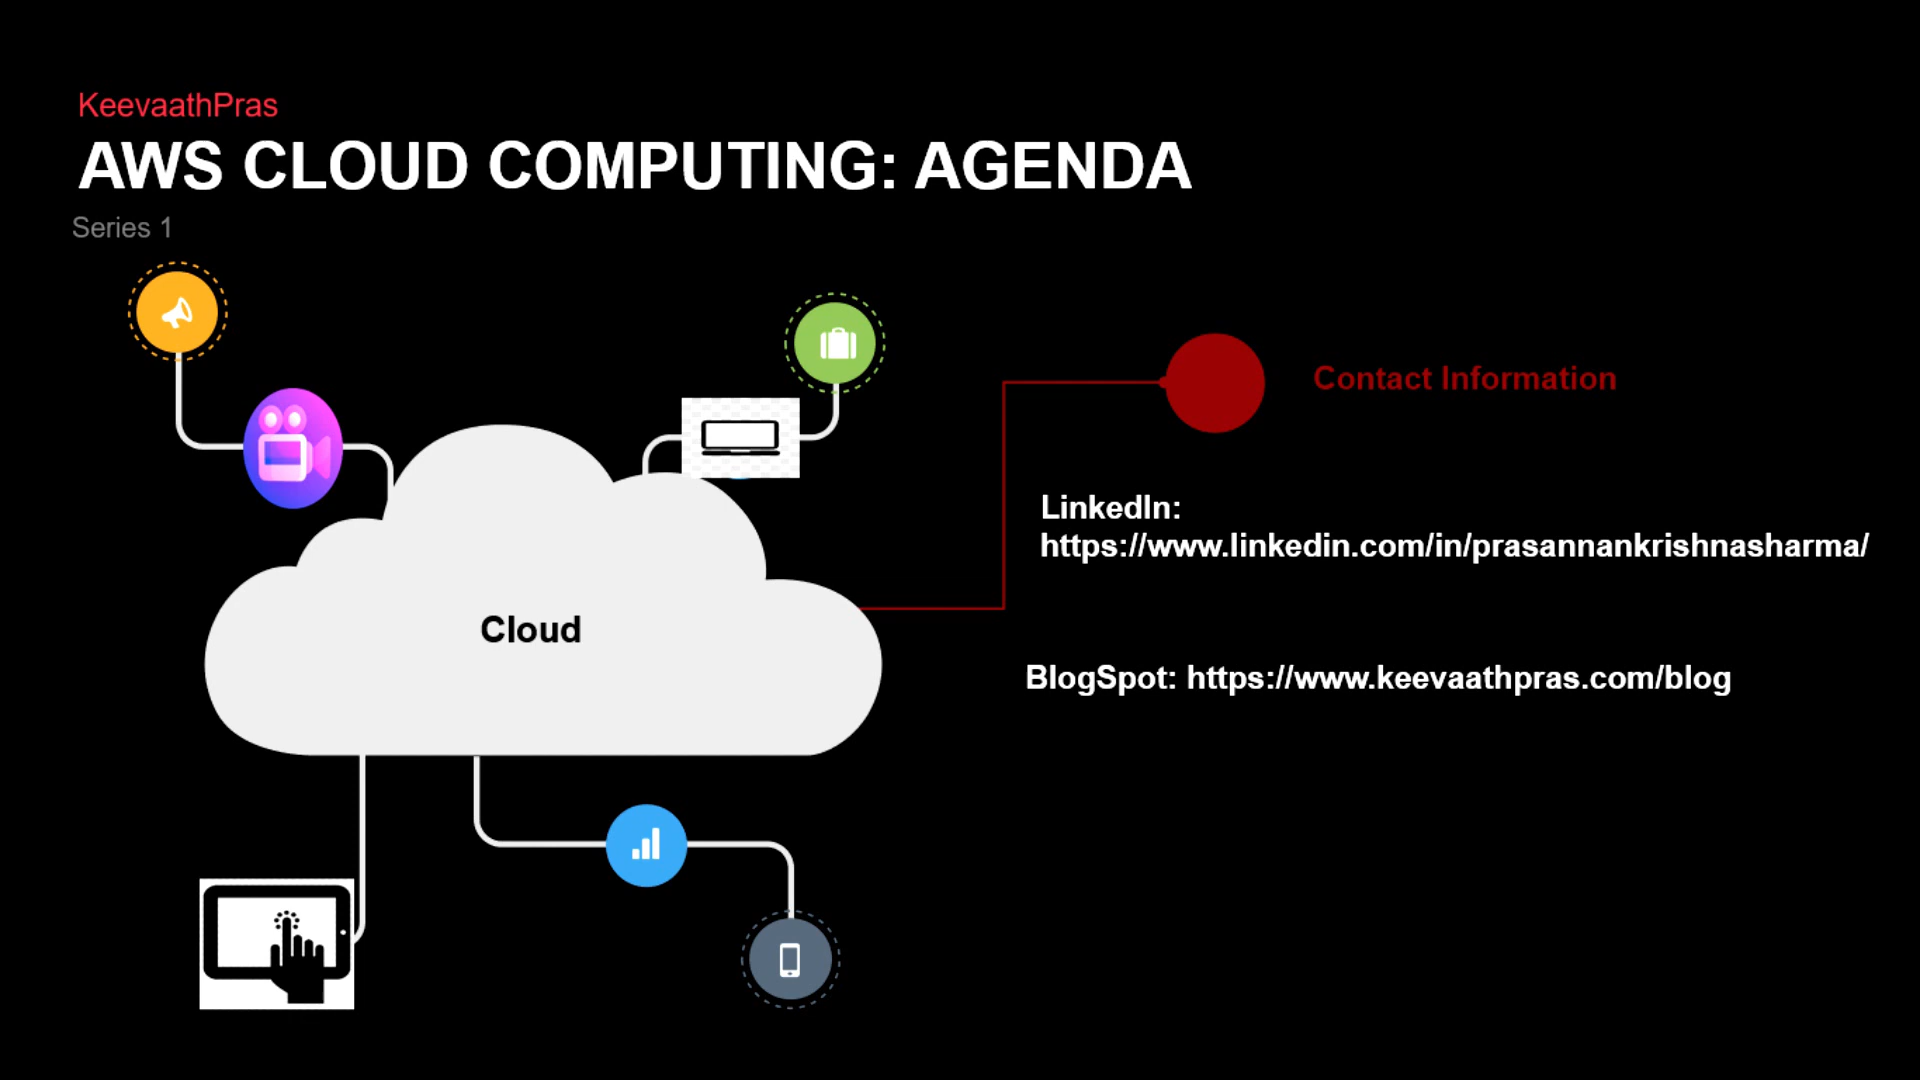 KeevaathPras
AWS CLOUD COMPUTING: AGENDA
Series 1
Contact Information
LinkedIn:
https://www.linkedin.com/in/prasannankrishnasharma/
Cloud
BlogSpot: https://www.keevaathpras.com/blog